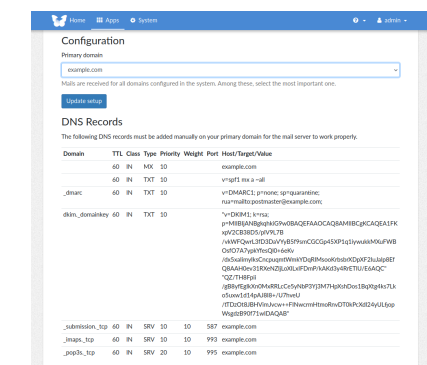 Home Apps System admin
Configuration
Primary domain
example.com
Mails are received for all domains configured in the system. Among these, select the most important one.
Update setup
DNS Records
The following DNS records must be added manually on your primary domain for the mail server to work properly.
Domain TTL Class Type Priority Weight Port Host/Target/Value
60 IN MX 10 example.com
60 IN TXT 10 v=spf1 mx a ~all
_dmarc 60 IN TXT 10 v=DMARC1; p=none; sp=quarantine;
rua=mailto:postmaster@example.com;
dkim._domainkey 60 IN TXT 10 "v=DKIM1; k=rsa;
_submission._tcp 60 IN SRV 10 10 587 example.com
_imaps._tcp 60 IN SRV 10 10 993 example.com
_pop3s._tcp 60 IN SRV 20 10 995 example.com